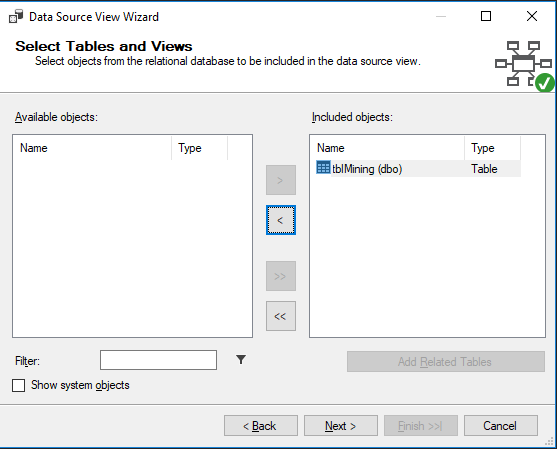 Data Source View Wizard
Select Tables and Views
Select objects from the relational database to be included in the data source view.
Available objects:
Included objects:
Name Type
Name Type
tblMining (dbo) Table
>
<
>>
<<
Filter:
Add Related Tables
Show system objects
< Back Next > Finish >>| Cancel